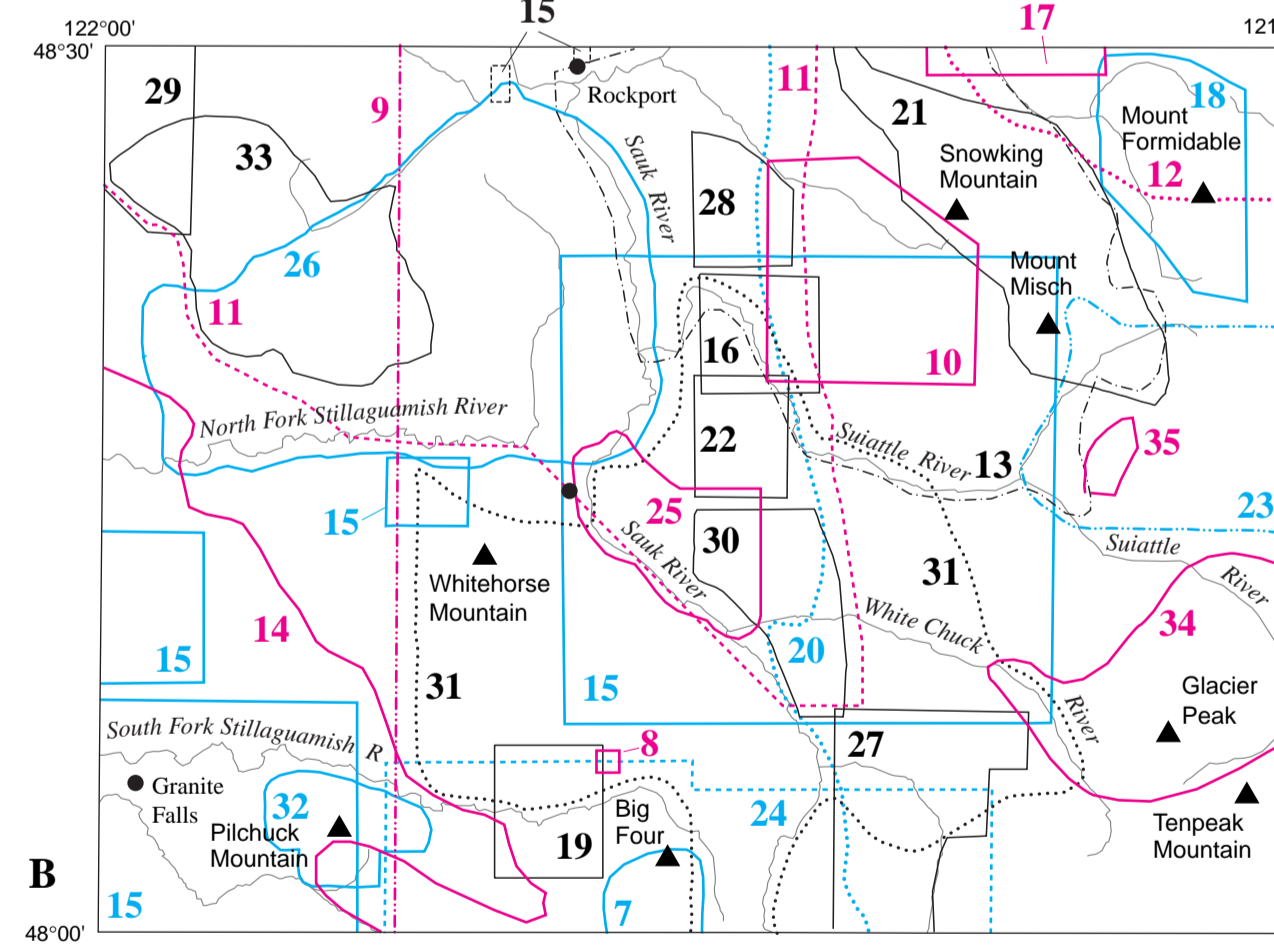 15
17
122°00'
121
48°30'
29
9
11
21
18
Rockport
Mount
Formidable
33
Sauk River
Snowking
Mountain
12
28
26
Mount
Misch
11
16
10
North Fork Stillaguamish River
22
Suiattle River
13
35
15
25
23
30
Sauk River
Suiattle
River
Whitehorse
Mountain
31
14
White Chuck
River
34
15
20
31
15
Glacier
Peak
South Fork Stillaguamish R
8
27
Granite
Falls
32
Big
Four
24
Pilchuck
Mountain
19
Tenpeak
Mountain
B
15
7
48°00'